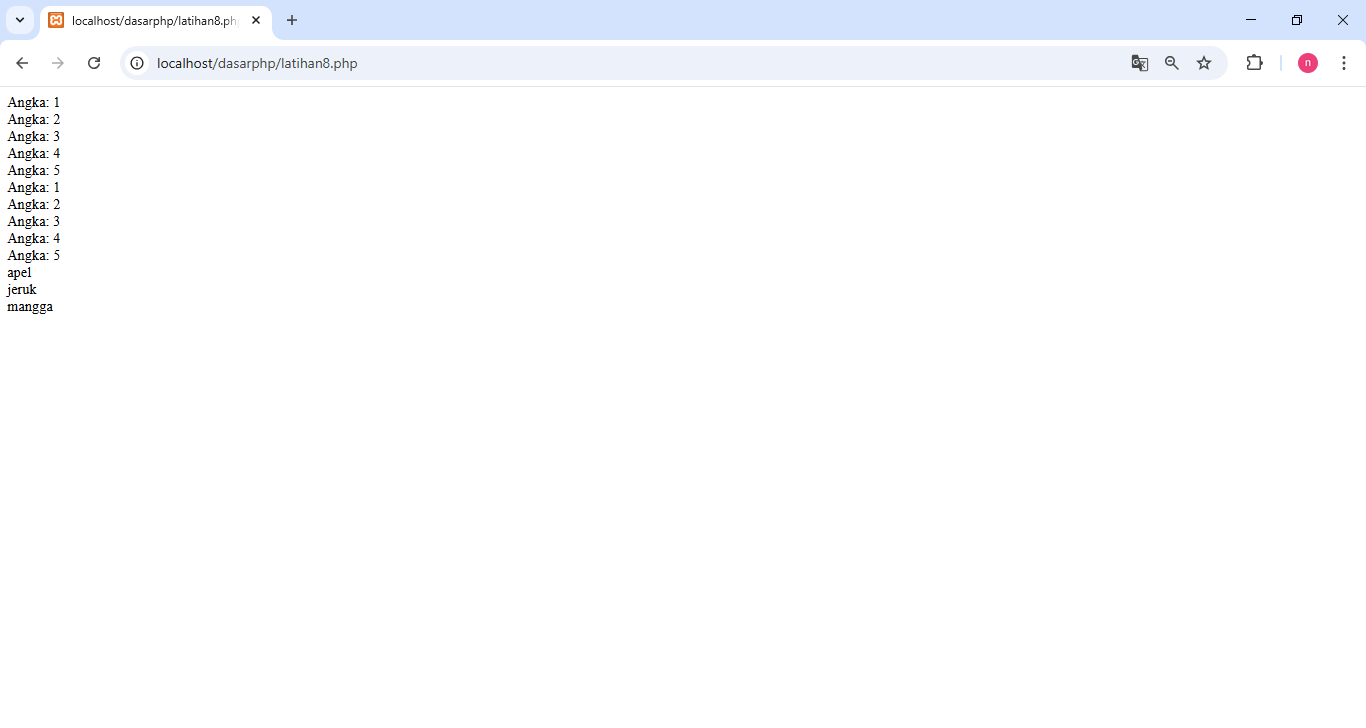 localhost/dasarphp/latihan8.ph
localhost/dasarphp/latihan8.php
n
Angka: 1
Angka: 2
Angka: 3
Angka: 4
Angka: 5
Angka: 1
Angka: 2
Angka: 3
Angka: 4
Angka: 5
apel
jeruk
mangga